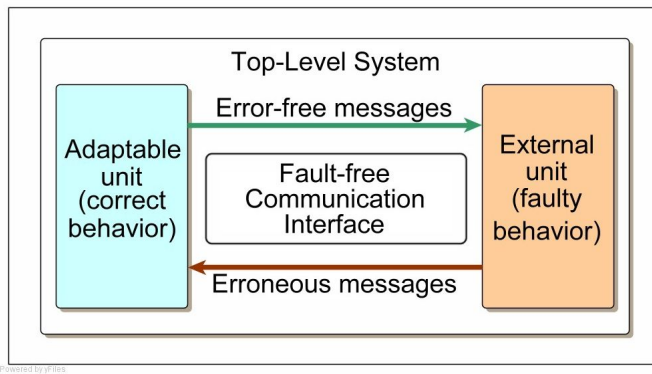 Top-Level System
Error-free messages
Adaptable
unit
(correct
behavior)
Fault-free
Communication
Interface
External
unit
(faulty
behavior)
Erroneous messages
Powered by yFiles